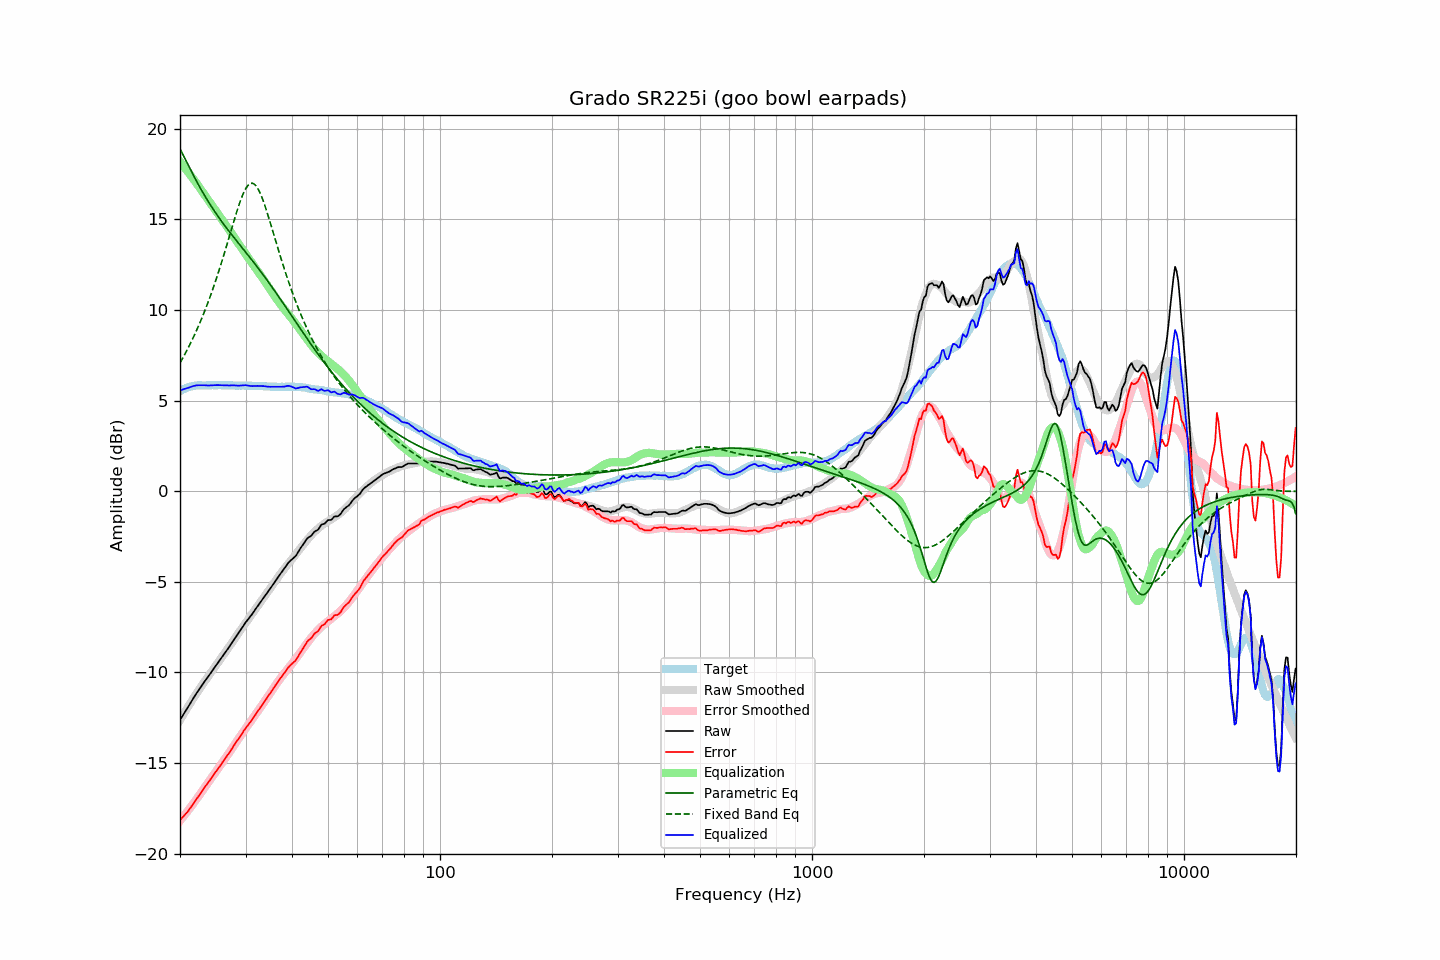 Grado SR225i (goo bowl earpads)
Amplitude (dBr)
20
15
10
5
0
−5
−10
−15
−20
Target
Raw Smoothed
Error Smoothed
Raw
Error
Equalization
Parametric Eq
Fixed Band Eq
Equalized
100
1000
10000
Frequency (Hz)